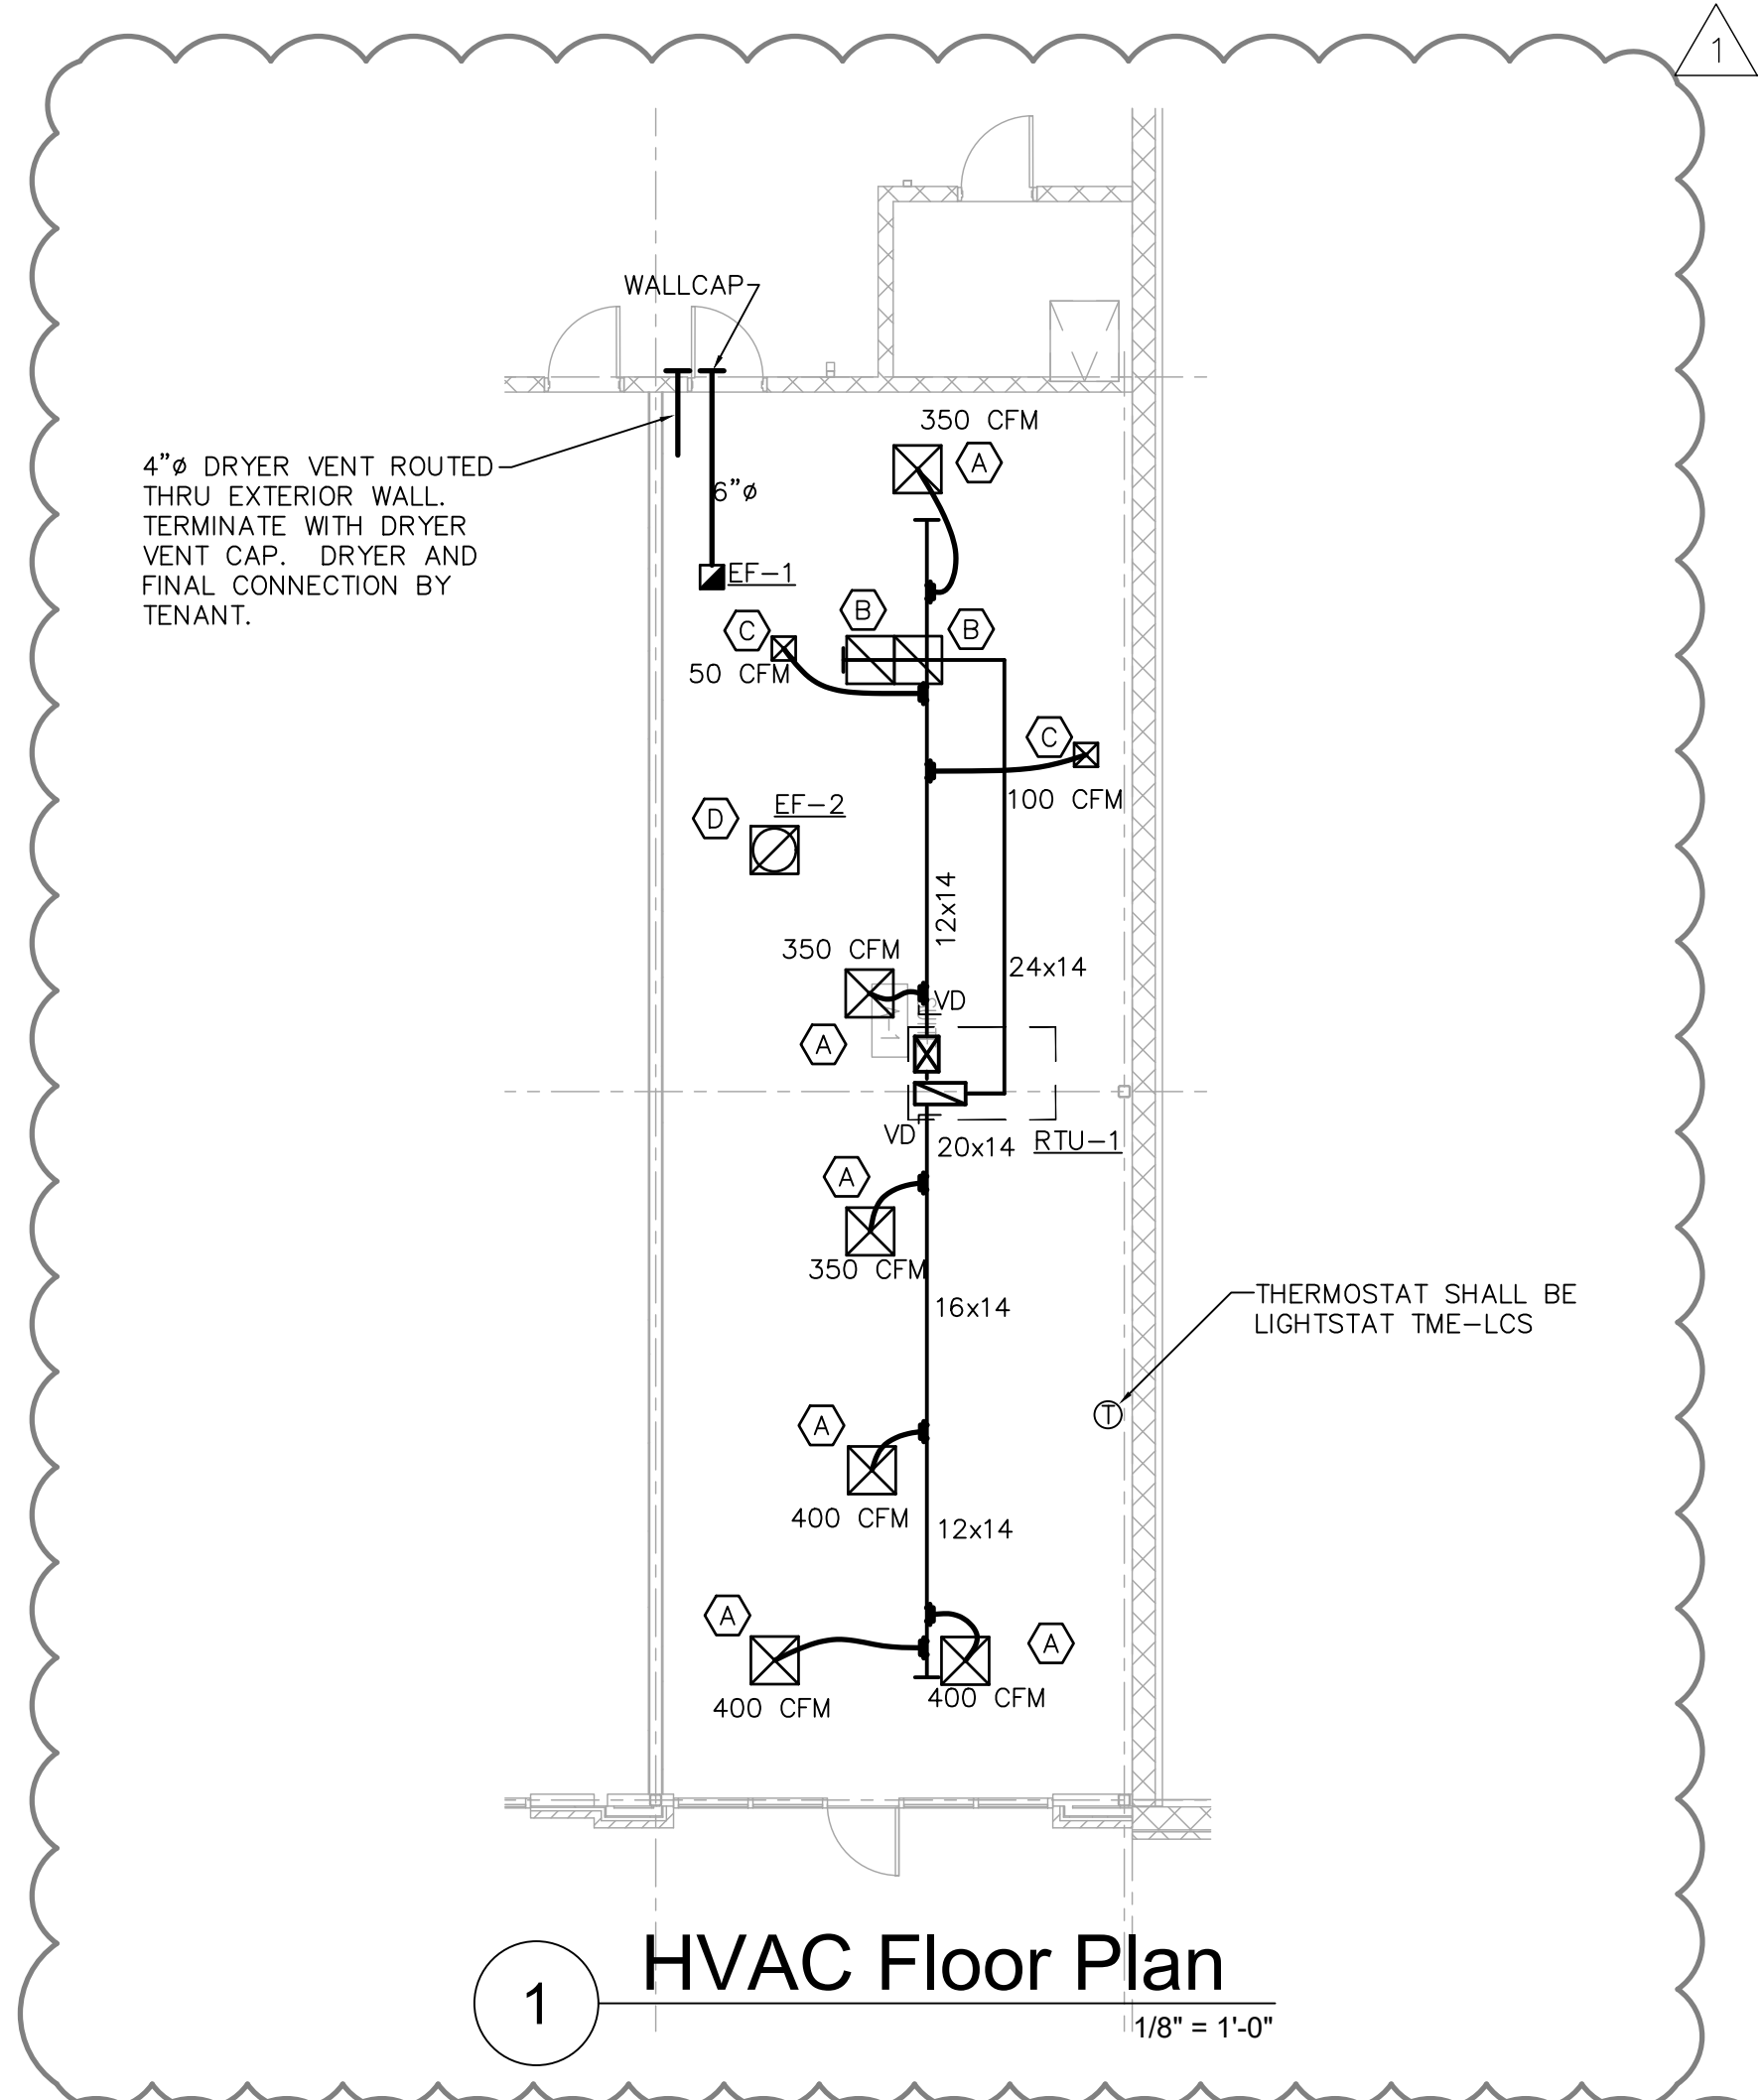 1
WALLCAP
350 CFM
A
4"ø DRYER VENT ROUTED
THRU EXTERIOR WALL.
TERMINATE WITH DRYER
VENT CAP. DRYER AND
FINAL CONNECTION BY
TENANT.
6"ø
EF-1
B
B
C
50 CFM
C
100 CFM
EF-2
D
12x14
350 CFM
24x14
VD
A
VD
20x14
RTU-1
A
350 CFM
16x14
THERMOSTAT SHALL BE
LIGHTSTAT TME-LCS
T
A
400 CFM
12x14
A
A
400 CFM
400 CFM
HVAC Floor Plan
1
1/8" = 1'-0"